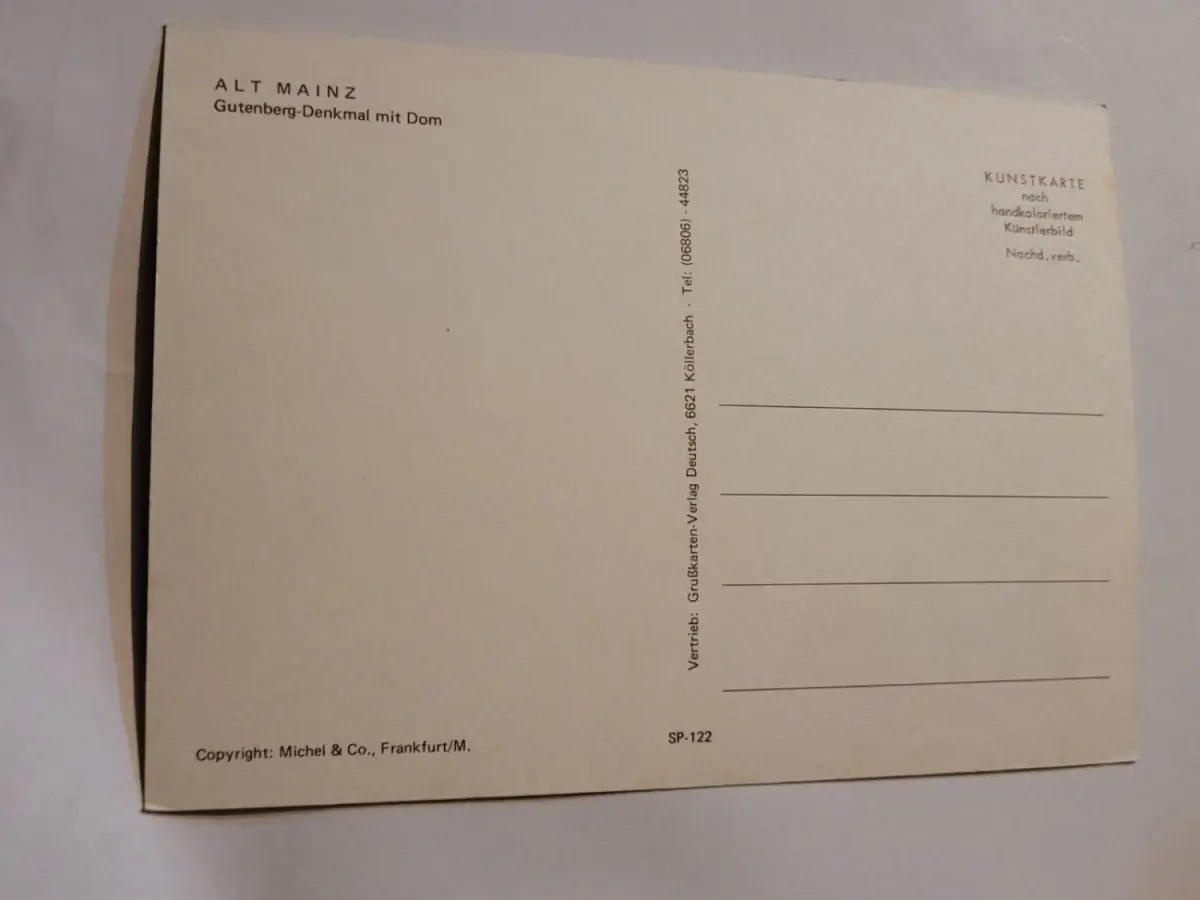 ALT MAINZ
Gutenberg-Denkmal mit Dom
KUNSTKARTE
nach
handkoloriertem
Künstlerbild
Nachd.verb.
Vertrieb: Grußkarten-Verlag Deutsch, 6621 Köllerbach · Tel: (06806) - 44823
Copyright: Michel & Co., Frankfurt/M.
SP-122